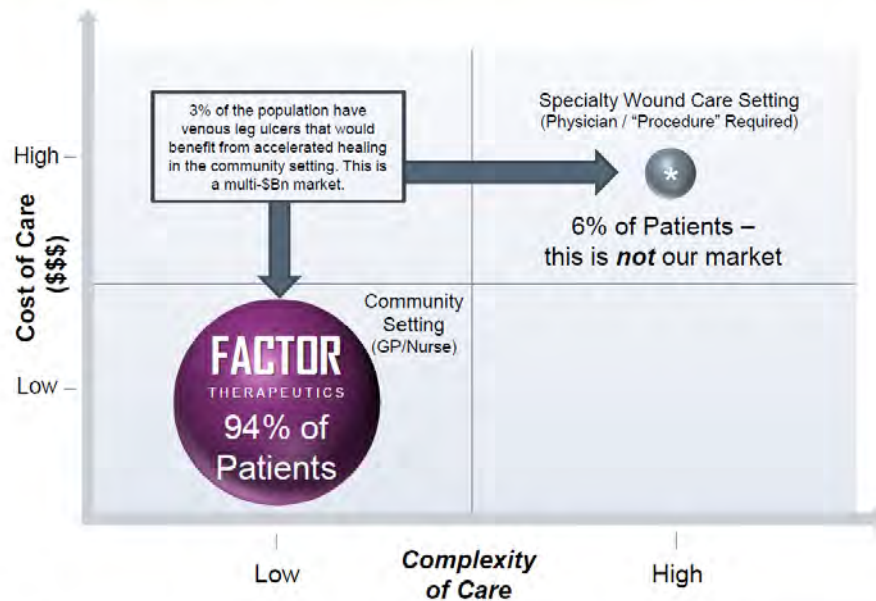 3% of the population have
venous leg ulcers that would
benefit from accelerated healing
in the community setting. This is
a multi-$Bn market.
Specialty Wound Care Setting
(Physician / "Procedure" Required)
*
6% of Patients –
this is not our market
High
Cost of Care
($$$)
Low
Community
Setting
(GP/Nurse)
FACTOR
THERAPEUTICS
94% of
Patients
Low
Complexity
of Care
High